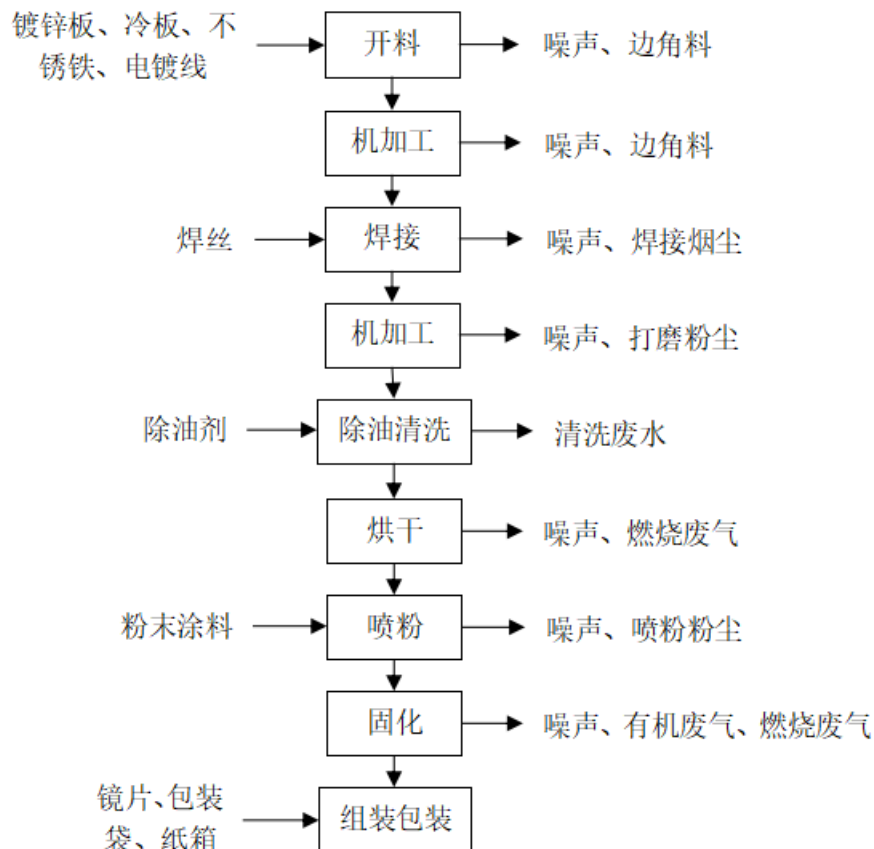 镀锌板、冷板、不
锈铁、电镀线
开料
噪声、边角料
机加工
噪声、边角料
焊丝
焊接
噪声、焊接烟尘
机加工
噪声、打磨粉尘
除油剂
除油清洗
清洗废水
烘干
噪声、燃烧废气
粉末涂料
喷粉
噪声、喷粉粉尘
固化
噪声、有机废气、燃烧废气
镜片、包装
袋、纸箱
组装包装